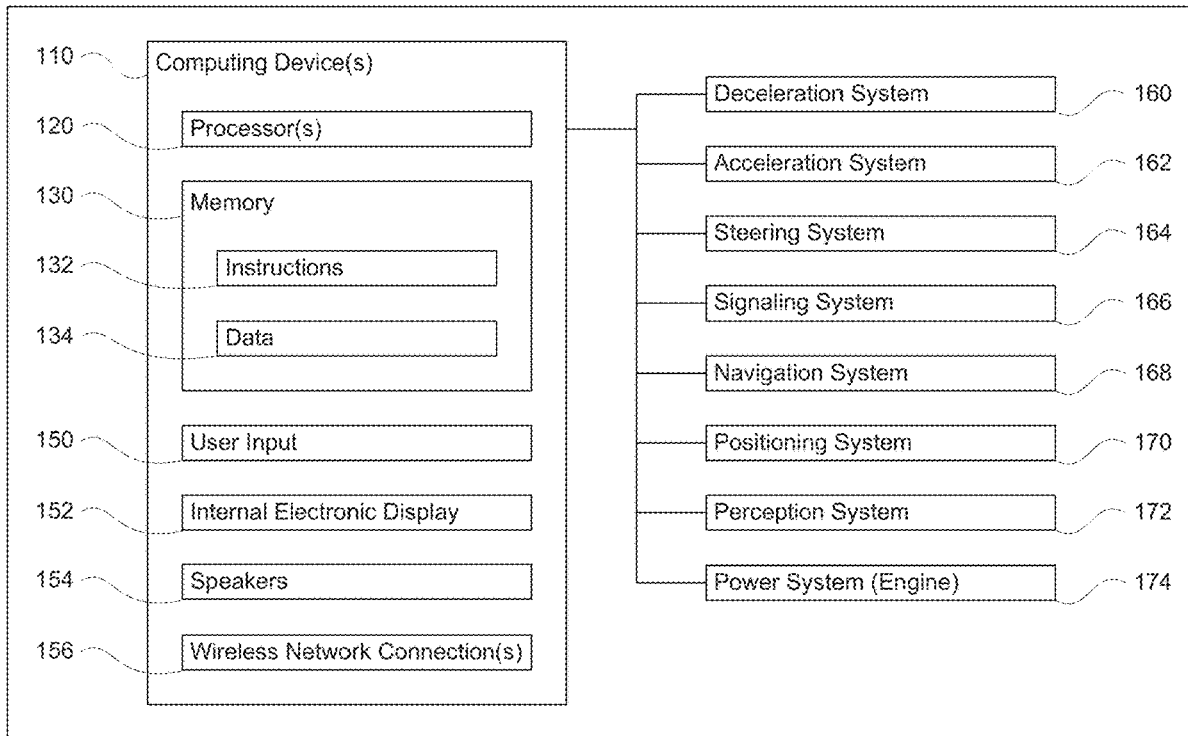 110 Computing Device(s)
120 Processor(s)
130 Memory
132 Instructions
134 Data
150 User Input
152 Internal Electronic Display
154 Speakers
156 Wireless Network Connection(s)
Deceleration System 160
Acceleration System 162
Steering System 164
Signaling System 166
Navigation System 168
Positioning System 170
Perception System 172
Power System (Engine) 174